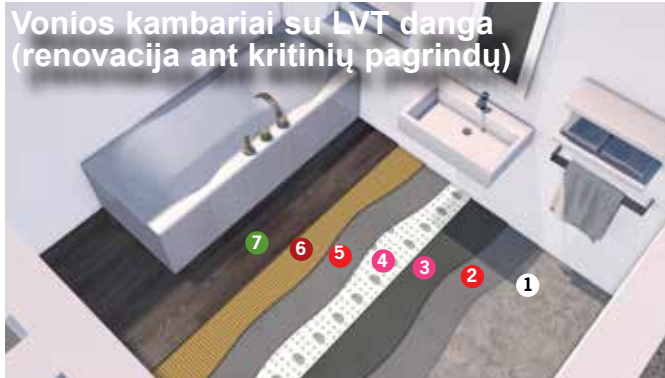 Vonios kambariai su LVT danga
(renovacija ant kritinių pagrindų)
7 6 5 4 3 2 1